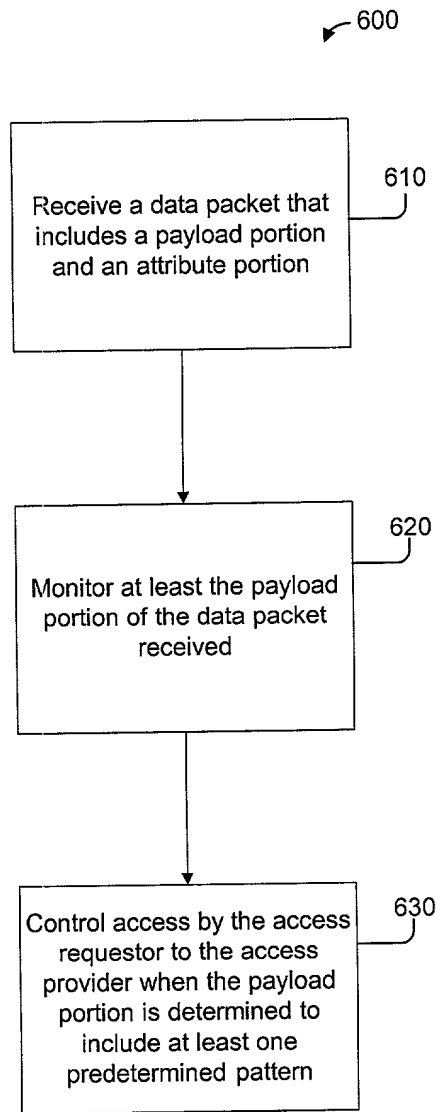 600
Receive a data packet that
includes a payload portion
and an attribute portion
610
Monitor at least the payload
portion of the data packet
received
620
Control access by the access
requestor to the access
provider when the payload
portion is determined to
include at least one
predetermined pattern
630